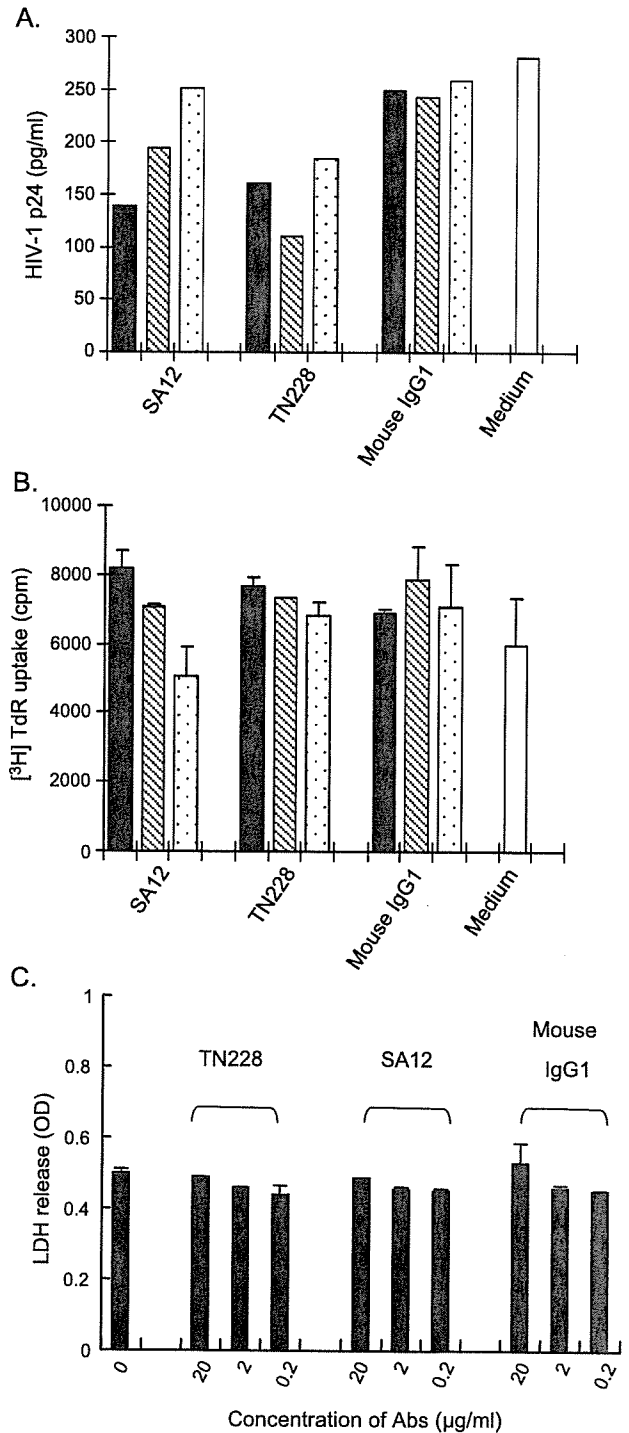 A.
HIV-1 p24 (pg/ml)
300
250
200
150
100
50
0
SA12
TN228
Mouse IgG1
Medium
B.
[³H] TdR uptake (cpm)
10000
8000
6000
4000
2000
0
SA12
TN228
Mouse IgG1
Medium
C.
LDH release (OD)
1
0.8
0.6
0.4
0.2
0
TN228
SA12
Mouse
IgG1
0 20 2 0.2 20 2 0.2 20 2 0.2
Concentration of Abs (µg/ml)